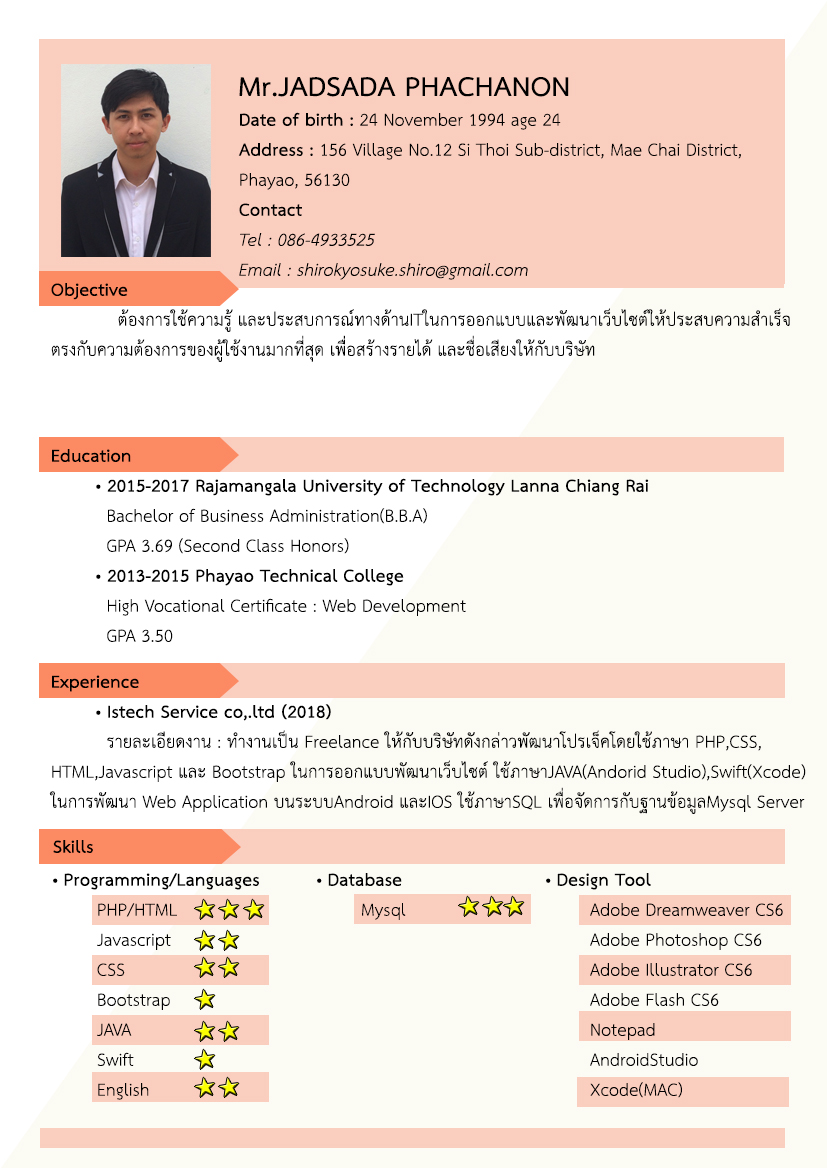 Mr.JADSADA PHACHANON
Date of birth : 24 November 1994 age 24
Address : 156 Village No.12 Si Thoi Sub-district, Mae Chai District,
Phayao, 56130
Contact
Tel : 086-4933525
Email : shirokyosuke.shiro@gmail.com
Objective
ต้องการใช้ความรู้ และประสบการณ์ทางด้านITในการออกแบบและพัฒนาเว็บไซต์ให้ประสบความสำเร็จ
ตรงกับความต้องการของผู้ใช้งานมากที่สุด เพื่อสร้างรายได้ และชื่อเสียงให้กับบริษัท
Education
• 2015-2017 Rajamangala University of Technology Lanna Chiang Rai
Bachelor of Business Administration(B.B.A)
GPA 3.69 (Second Class Honors)
• 2013-2015 Phayao Technical College
High Vocational Certificate : Web Development
GPA 3.50
Experience
• Istech Service co,.ltd (2018)
รายละเอียดงาน : ทำงานเป็น Freelance ให้กับบริษัทดังกล่าวพัฒนาโปรเจ็คโดยใช้ภาษา PHP,CSS,
HTML,Javascript และ Bootstrap ในการออกแบบพัฒนาเว็บไซต์ ใช้ภาษาJAVA(Andorid Studio),Swift(Xcode)
ในการพัฒนา Web Application บนระบบAndroid และIOS ใช้ภาษาSQL เพื่อจัดการกับฐานข้อมูลMysql Server
Skills
• Programming/Languages
PHP/HTML
Javascript
CSS
Bootstrap
JAVA
Swift
English
• Database
Mysql
• Design Tool
Adobe Dreamweaver CS6
Adobe Photoshop CS6
Adobe Illustrator CS6
Adobe Flash CS6
Notepad
AndroidStudio
Xcode(MAC)